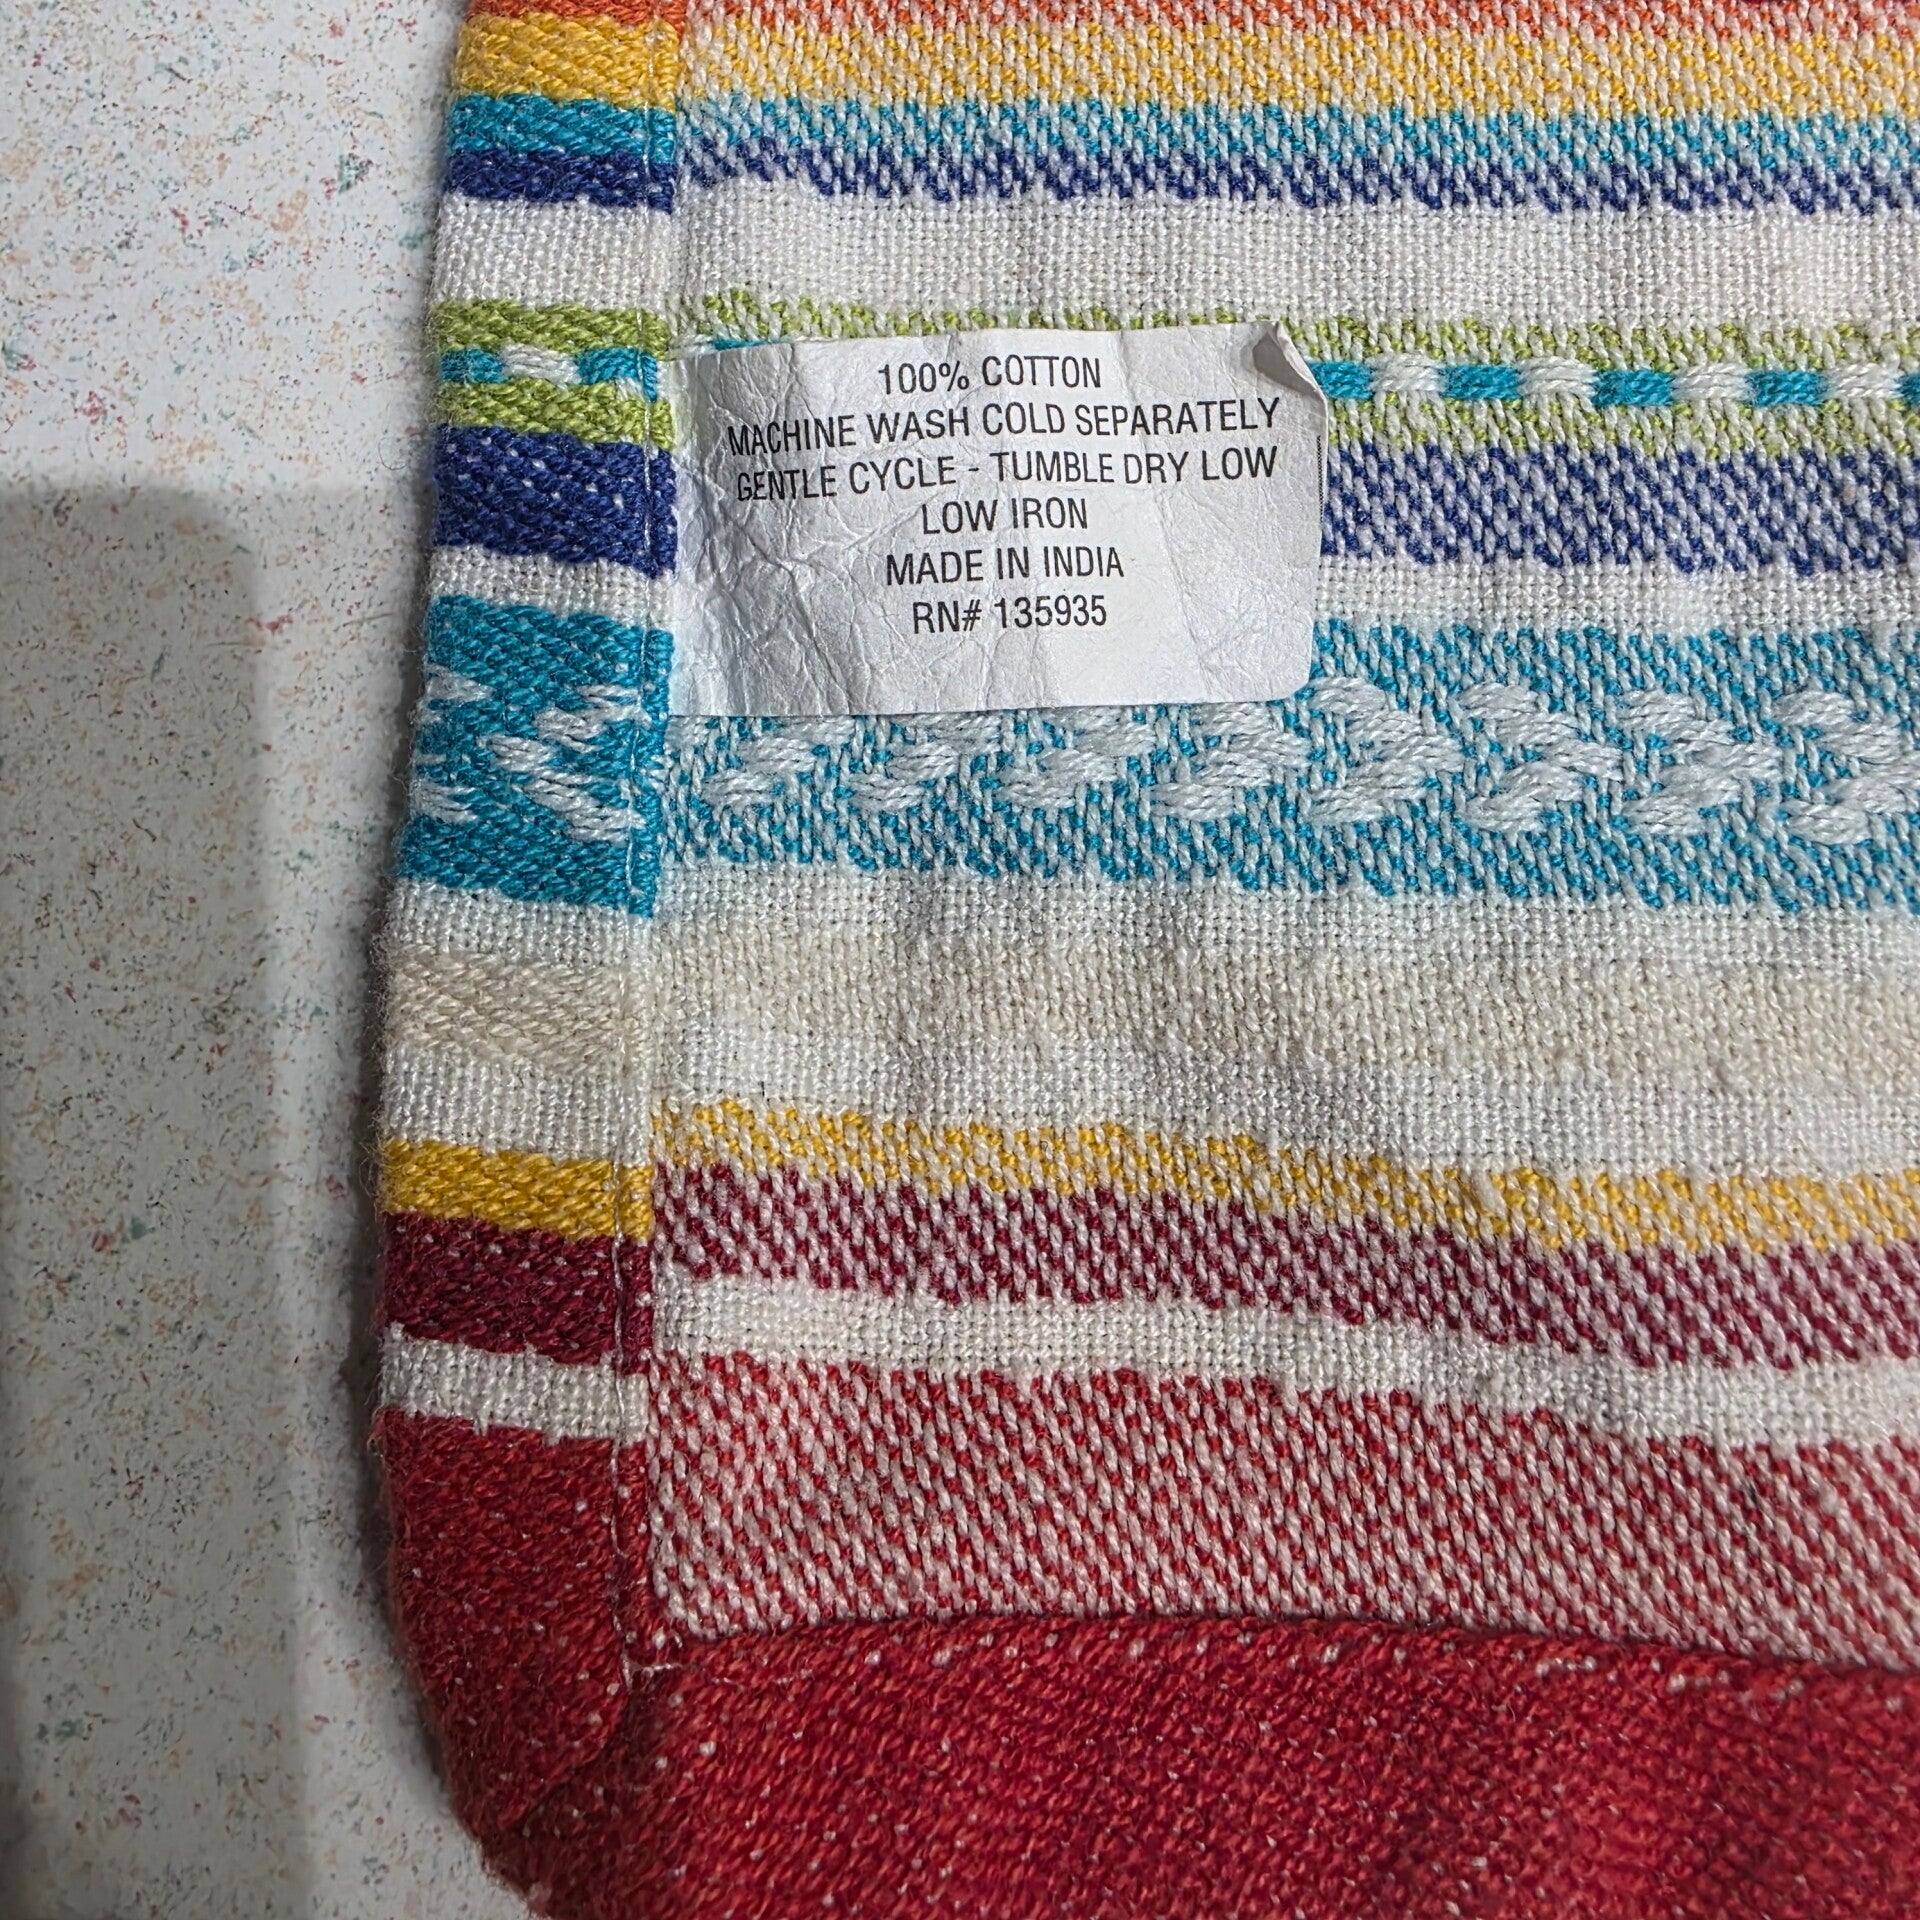 100% COTTON
MACHINE WASH COLD SEPARATELY
GENTLE CYCLE - TUMBLE DRY LOW
LOW IRON
MADE IN INDIA
RN# 135935